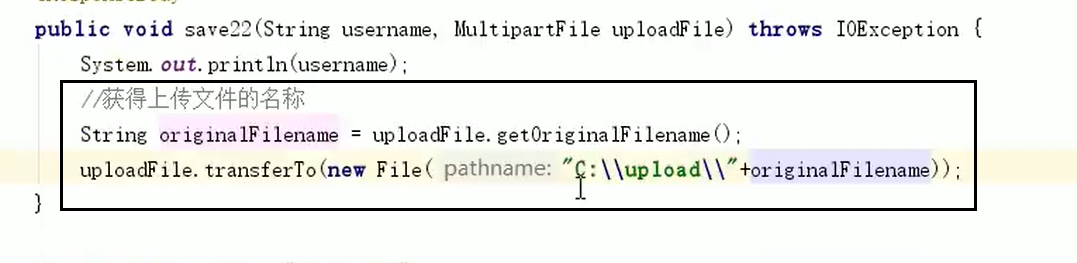 public void save22(String username, MultipartFile uploadFile) throws IOException {
System.out.println(username);
//获得上传文件的名称
String originalFilename = uploadFile.getOriginalFilename();
uploadFile.transferTo(new File( pathname: "C:\\upload\\"+originalFilename));
}